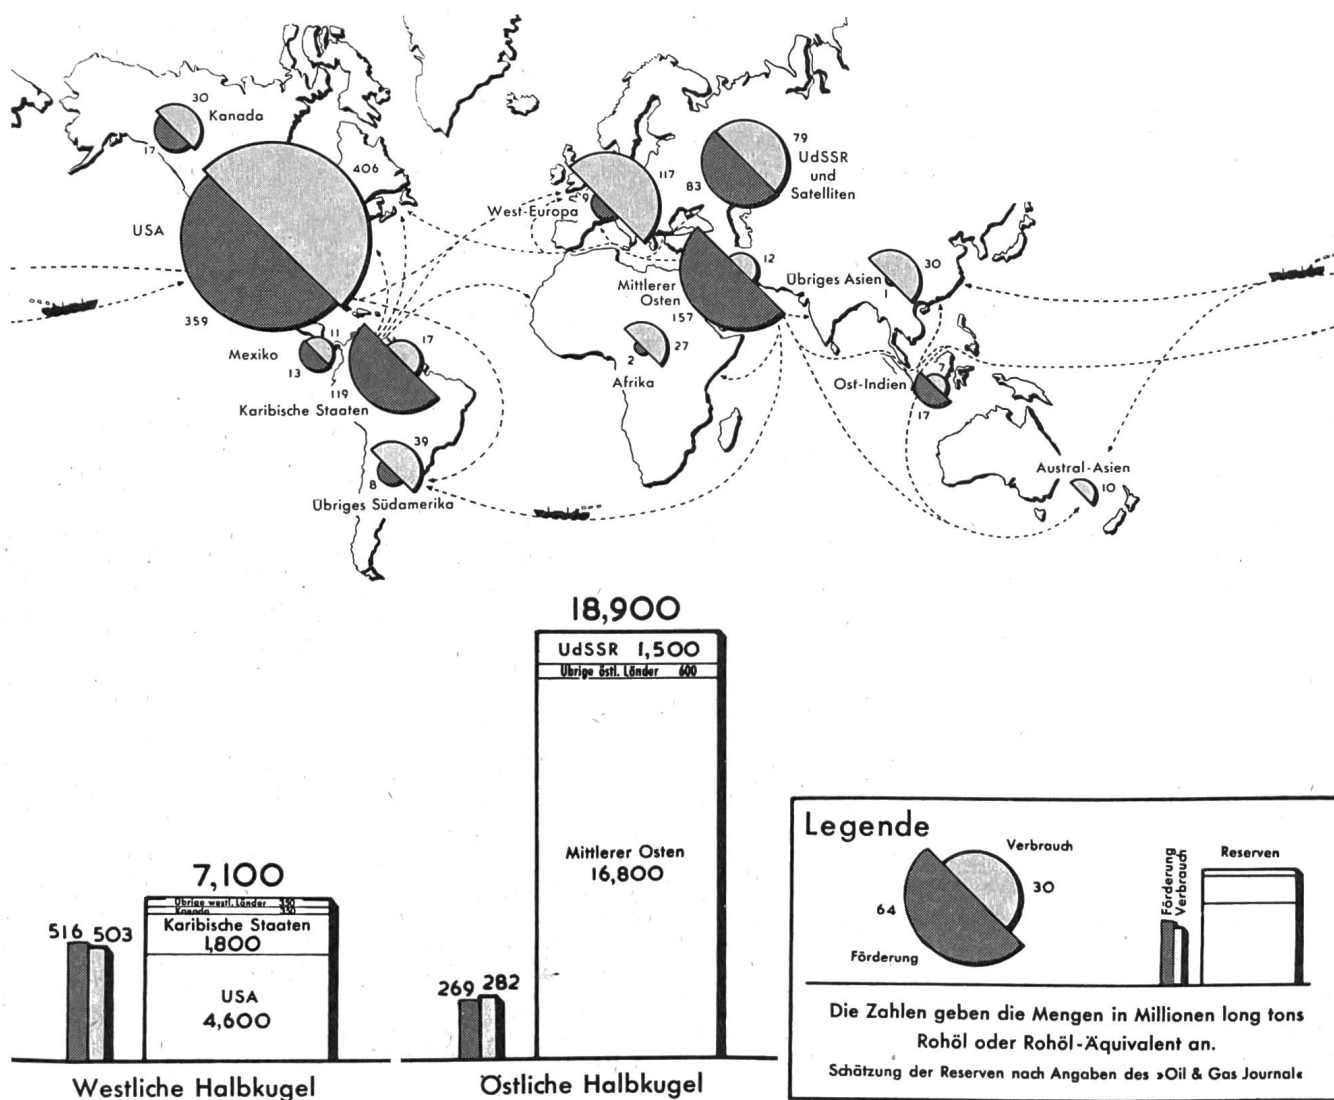 30
Kanada
17
406
USA
359
Mexiko
11
13
17
119
Karibische Staaten
39
8
Übriges Südamerika
117
9
West-Europa
79
UdSSR
und
Satelliten
83
12
Mittlerer
Osten
157
2
27
Afrika
Übriges Asien
30
1
7
Ost-Indien
17
Austral-Asien
10
7,100
Übrige westl. Länder 350
Kanada 350
Karibische Staaten
1,800
USA
4,600
516
503
Westliche Halbkugel
18,900
UdSSR 1,500
Übrige östl. Länder 600
Mittlerer Osten
16,800
269
282
Östliche Halbkugel
Legende
Verbrauch
30
64
Förderung
Förderung
Verbrauch
Reserven
Die Zahlen geben die Mengen in Millionen long tons
Rohöl oder Rohöl-Äquivalent an.
Schätzung der Reserven nach Angaben des »Oil & Gas Journal«